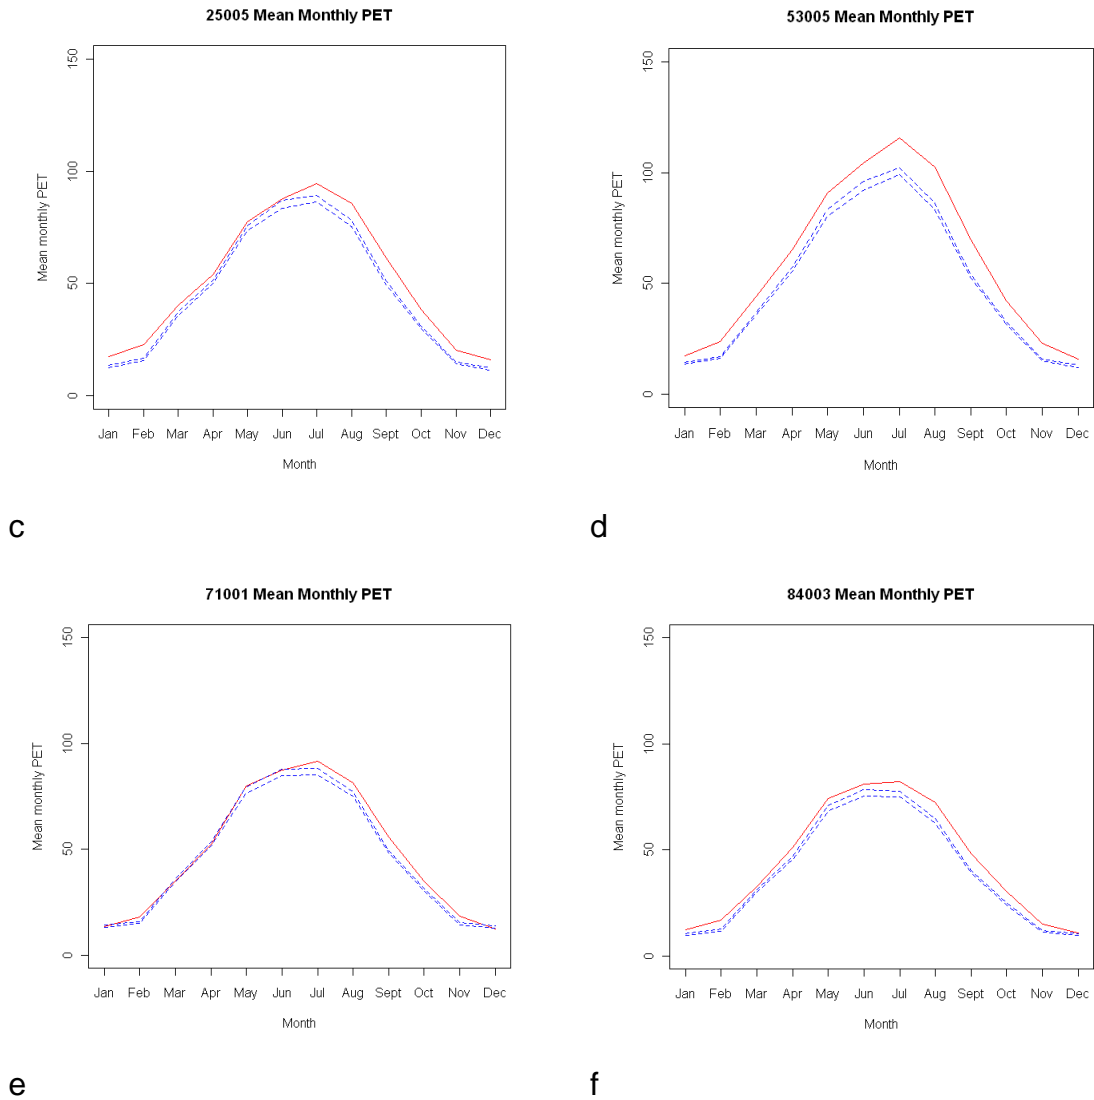 25005 Mean Monthly PET
150
100
50
0
Mean monthly PET
Jan Feb Mar Apr May Jun Jul Aug Sept Oct Nov Dec
Month
53005 Mean Monthly PET
150
100
50
0
Mean monthly PET
Jan Feb Mar Apr May Jun Jul Aug Sept Oct Nov Dec
Month
c
d
71001 Mean Monthly PET
150
100
50
0
Mean monthly PET
Jan Feb Mar Apr May Jun Jul Aug Sept Oct Nov Dec
Month
84003 Mean Monthly PET
150
100
50
0
Mean monthly PET
Jan Feb Mar Apr May Jun Jul Aug Sept Oct Nov Dec
Month
e
f